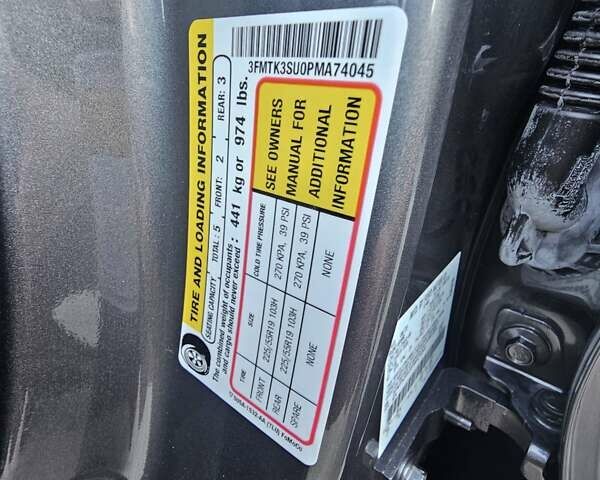 3FMTK3SU0PMA74045
TIRE AND LOADING INFORMATION
SEATING CAPACITY TOTAL: 5 FRONT: 2 REAR: 3
The combined weight of occupants
and cargo should never exceed : 441 kg or 974 lbs.
TIRE SIZE COLD TIRE PRESSURE
FRONT 225/55R19 103H 270 KPA, 39 PSI
REAR 225/55R19 103H 270 KPA, 39 PSI
SPARE NONE NONE
SEE OWNERS
MANUAL FOR
ADDITIONAL
INFORMATION